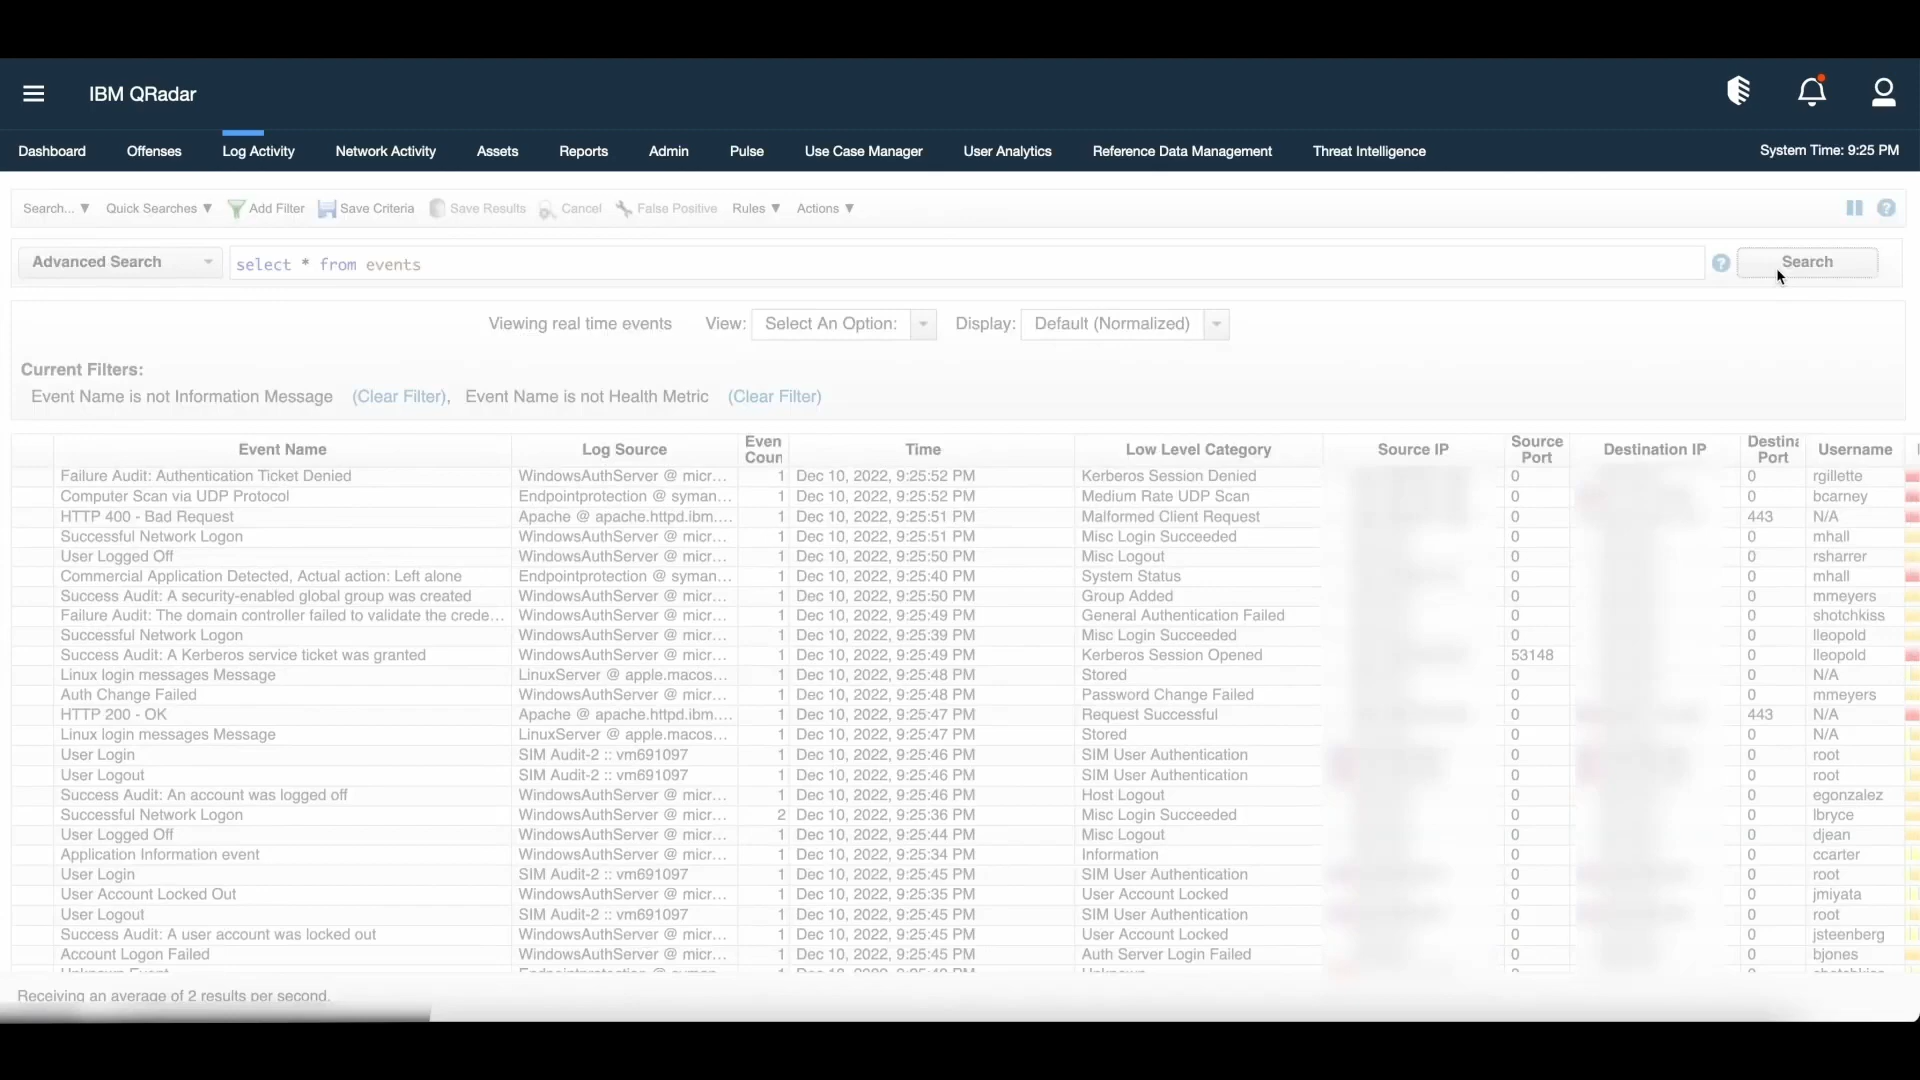 IBM QRadar
Dashboard Offenses Log Activity Network Activity Assets Reports Admin Pulse Use Case Manager User Analytics Reference Data Management Threat Intelligence System Time: 9:25 PM
Search... ▼ Quick Searches ▼ Add Filter Save Criteria Save Results Cancel False Positive Rules ▼ Actions ▼ ?
Advanced Search select * from events ? Search
Viewing real time events View: Select An Option: Display: Default (Normalized)
Current Filters:
Event Name is not Information Message (Clear Filter), Event Name is not Health Metric (Clear Filter)
Event Name Log Source Even Coun Time Low Level Category Source IP Source Port Destination IP Destina Port Username
Failure Audit: Authentication Ticket Denied WindowsAuthServer @ micr... 1 Dec 10, 2022, 9:25:52 PM Kerberos Session Denied 0 0 rgillette
Computer Scan via UDP Protocol Endpointprotection @ syman... 1 Dec 10, 2022, 9:25:52 PM Medium Rate UDP Scan 0 0 bcarney
HTTP 400 - Bad Request Apache @ apache.httpd.ibm.... 1 Dec 10, 2022, 9:25:51 PM Malformed Client Request 0 443 N/A
Successful Network Logon WindowsAuthServer @ micr... 1 Dec 10, 2022, 9:25:51 PM Misc Login Succeeded 0 0 mhall
User Logged Off WindowsAuthServer @ micr... 1 Dec 10, 2022, 9:25:50 PM Misc Logout 0 0 rsharrer
Commercial Application Detected, Actual action: Left alone Endpointprotection @ syman... 1 Dec 10, 2022, 9:25:40 PM System Status 0 0 mhall
Success Audit: A security-enabled global group was created WindowsAuthServer @ micr... 1 Dec 10, 2022, 9:25:50 PM Group Added 0 0 mmeyers
Failure Audit: The domain controller failed to validate the crede... WindowsAuthServer @ micr... 1 Dec 10, 2022, 9:25:49 PM General Authentication Failed 0 0 shotchkiss
Successful Network Logon WindowsAuthServer @ micr... 1 Dec 10, 2022, 9:25:39 PM Misc Login Succeeded 0 0 lleopold
Success Audit: A Kerberos service ticket was granted WindowsAuthServer @ micr... 1 Dec 10, 2022, 9:25:49 PM Kerberos Session Opened 53148 0 lleopold
Linux login messages Message LinuxServer @ apple.macos... 1 Dec 10, 2022, 9:25:48 PM Stored 0 0 N/A
Auth Change Failed WindowsAuthServer @ micr... 1 Dec 10, 2022, 9:25:48 PM Password Change Failed 0 0 mmeyers
HTTP 200 - OK Apache @ apache.httpd.ibm.... 1 Dec 10, 2022, 9:25:47 PM Request Successful 0 443 N/A
Linux login messages Message LinuxServer @ apple.macos... 1 Dec 10, 2022, 9:25:47 PM Stored 0 0 N/A
User Login SIM Audit-2 :: vm691097 1 Dec 10, 2022, 9:25:46 PM SIM User Authentication 0 0 root
User Logout SIM Audit-2 :: vm691097 1 Dec 10, 2022, 9:25:46 PM SIM User Authentication 0 0 root
Success Audit: An account was logged off WindowsAuthServer @ micr... 1 Dec 10, 2022, 9:25:46 PM Host Logout 0 0 egonzalez
Successful Network Logon WindowsAuthServer @ micr... 2 Dec 10, 2022, 9:25:36 PM Misc Login Succeeded 0 0 lbryce
User Logged Off WindowsAuthServer @ micr... 1 Dec 10, 2022, 9:25:44 PM Misc Logout 0 0 djean
Application Information event WindowsAuthServer @ micr... 1 Dec 10, 2022, 9:25:34 PM Information 0 0 ccarter
User Login SIM Audit-2 :: vm691097 1 Dec 10, 2022, 9:25:45 PM SIM User Authentication 0 0 root
User Account Locked Out WindowsAuthServer @ micr... 1 Dec 10, 2022, 9:25:35 PM User Account Locked 0 0 jmiyata
User Logout SIM Audit-2 :: vm691097 1 Dec 10, 2022, 9:25:45 PM SIM User Authentication 0 0 root
Success Audit: A user account was locked out WindowsAuthServer @ micr... 1 Dec 10, 2022, 9:25:45 PM User Account Locked 0 0 jsteenberg
Account Logon Failed WindowsAuthServer @ micr... 1 Dec 10, 2022, 9:25:45 PM Auth Server Login Failed 0 0 bjones
Receiving an average of 2 results per second.